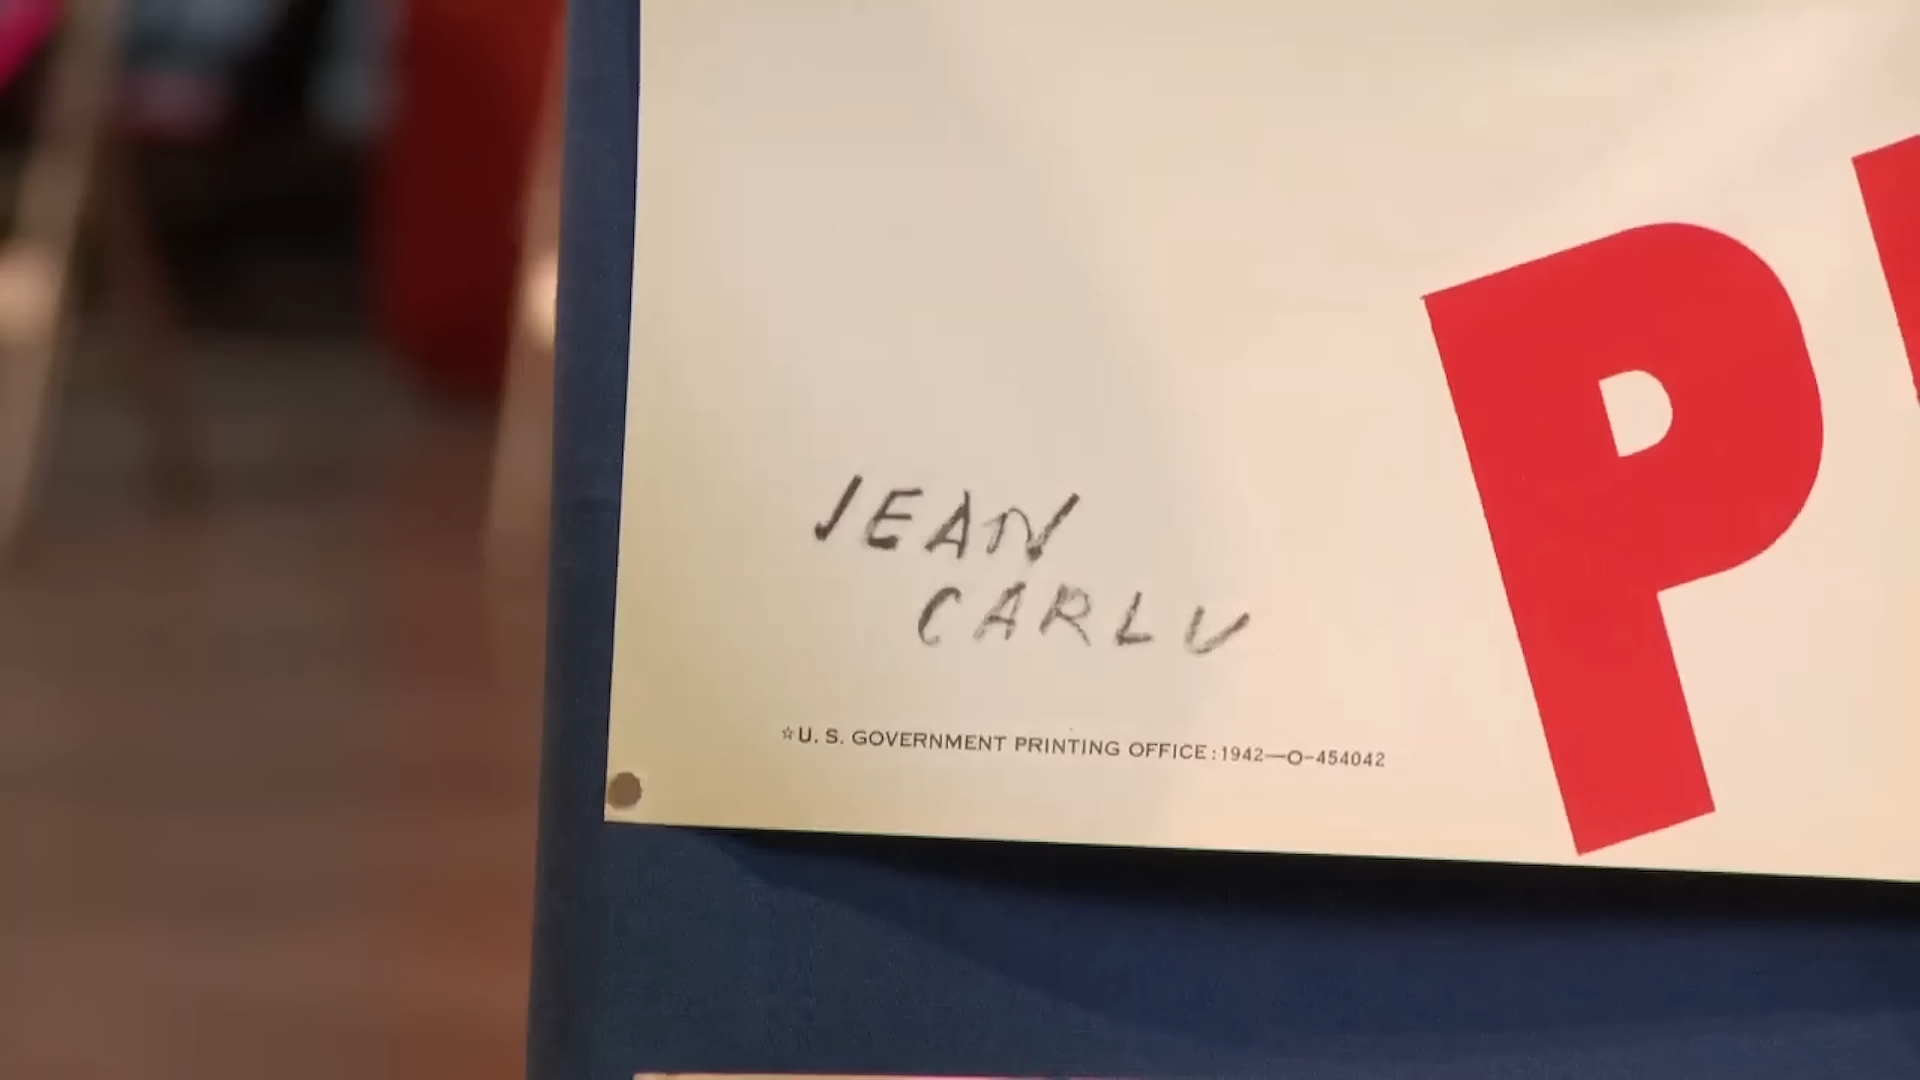 JEAN
CARLU
☆U. S. GOVERNMENT PRINTING OFFICE:1942—O-454042
P